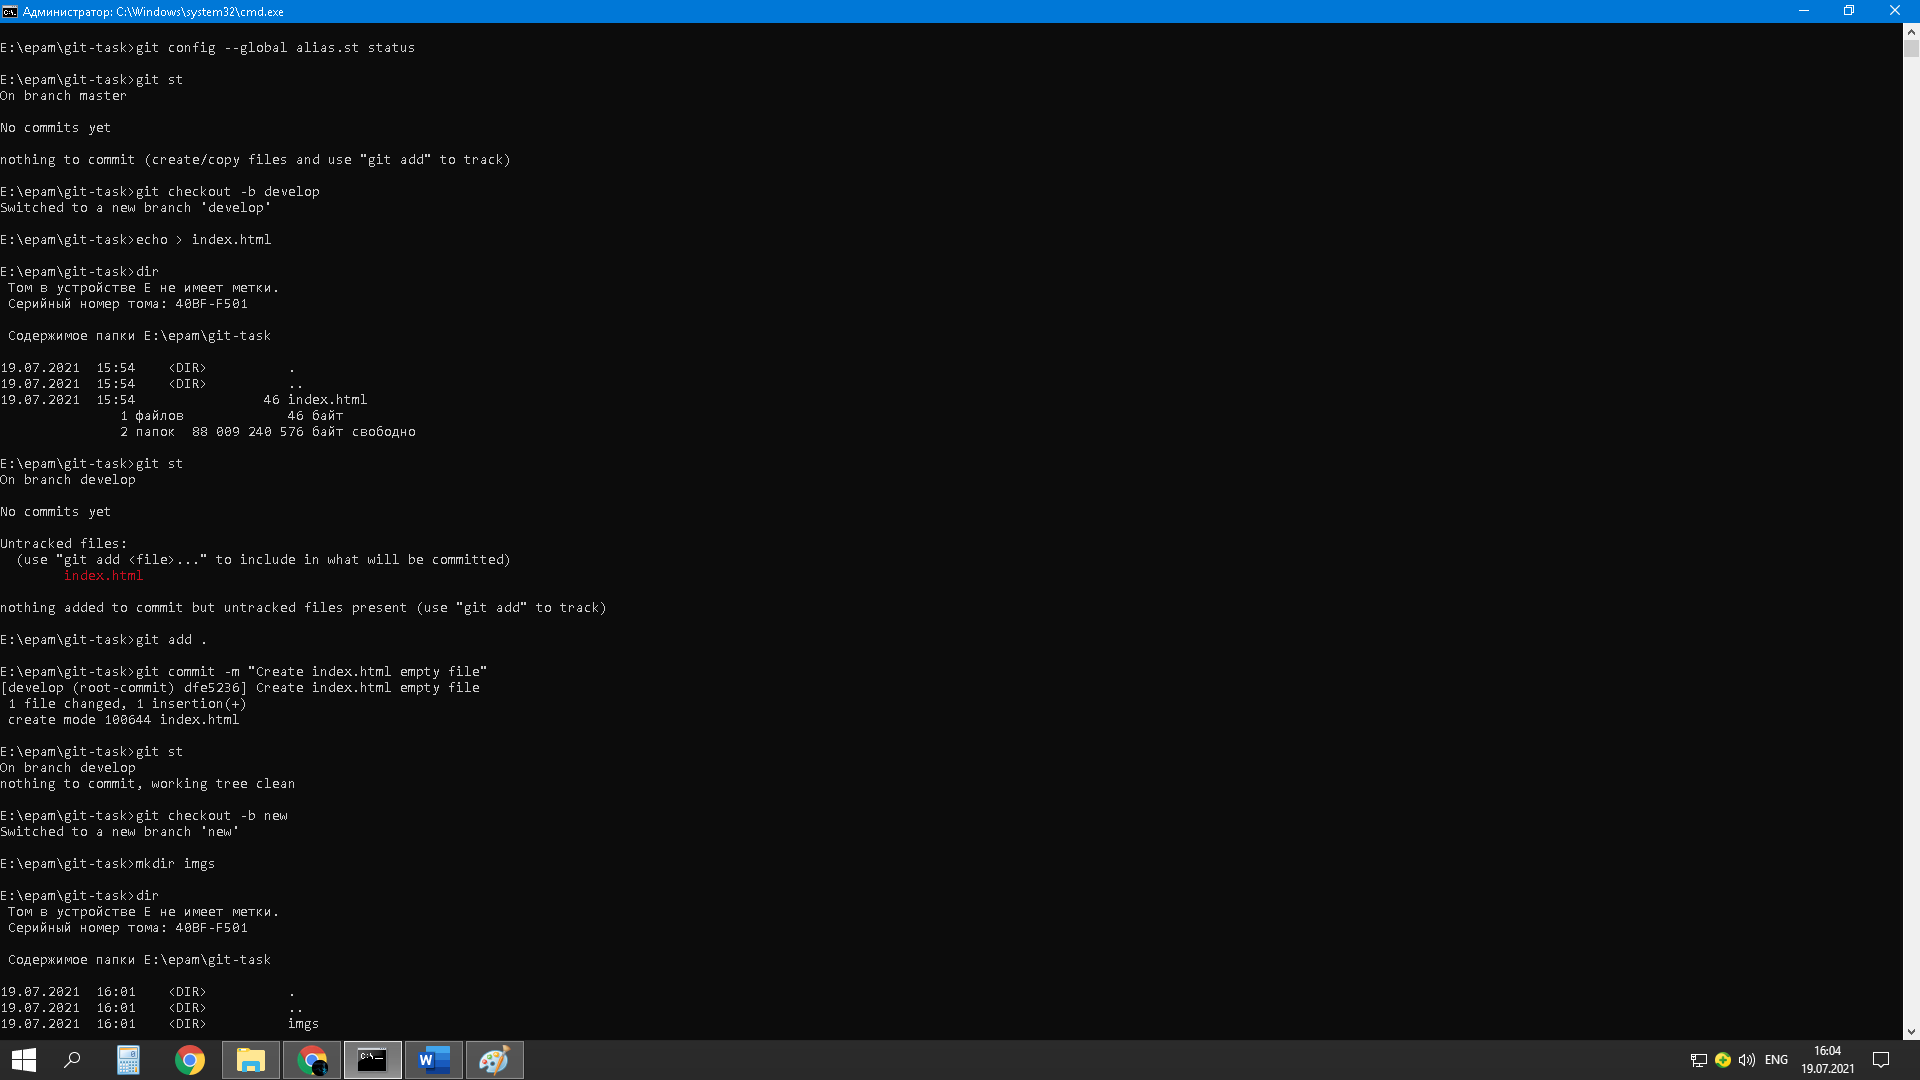 Администратор: C:\Windows\system32\cmd.exe
E:\epam\git-task>git config --global alias.st status
E:\epam\git-task>git st
On branch master
No commits yet
nothing to commit (create/copy files and use "git add" to track)
E:\epam\git-task>git checkout -b develop
Switched to a new branch 'develop'
E:\epam\git-task>echo > index.html
E:\epam\git-task>dir
Том в устройстве E не имеет метки.
Серийный номер тома: 40BF-F501
Содержимое папки E:\epam\git-task
19.07.2021  15:54    <DIR>          .
19.07.2021  15:54    <DIR>          ..
19.07.2021  15:54                46 index.html
1 файлов             46 байт
2 папок  88 009 240 576 байт свободно
E:\epam\git-task>git st
On branch develop
No commits yet
Untracked files:
(use "git add <file>..." to include in what will be committed)
index.html
nothing added to commit but untracked files present (use "git add" to track)
E:\epam\git-task>git add .
E:\epam\git-task>git commit -m "Create index.html empty file"
[develop (root-commit) dfe5236] Create index.html empty file
1 file changed, 1 insertion(+)
create mode 100644 index.html
E:\epam\git-task>git st
On branch develop
nothing to commit, working tree clean
E:\epam\git-task>git checkout -b new
Switched to a new branch 'new'
E:\epam\git-task>mkdir imgs
E:\epam\git-task>dir
Том в устройстве E не имеет метки.
Серийный номер тома: 40BF-F501
Содержимое папки E:\epam\git-task
19.07.2021  16:01    <DIR>          .
19.07.2021  16:01    <DIR>          ..
19.07.2021  16:01    <DIR>          imgs
ENG
16:04
19.07.2021